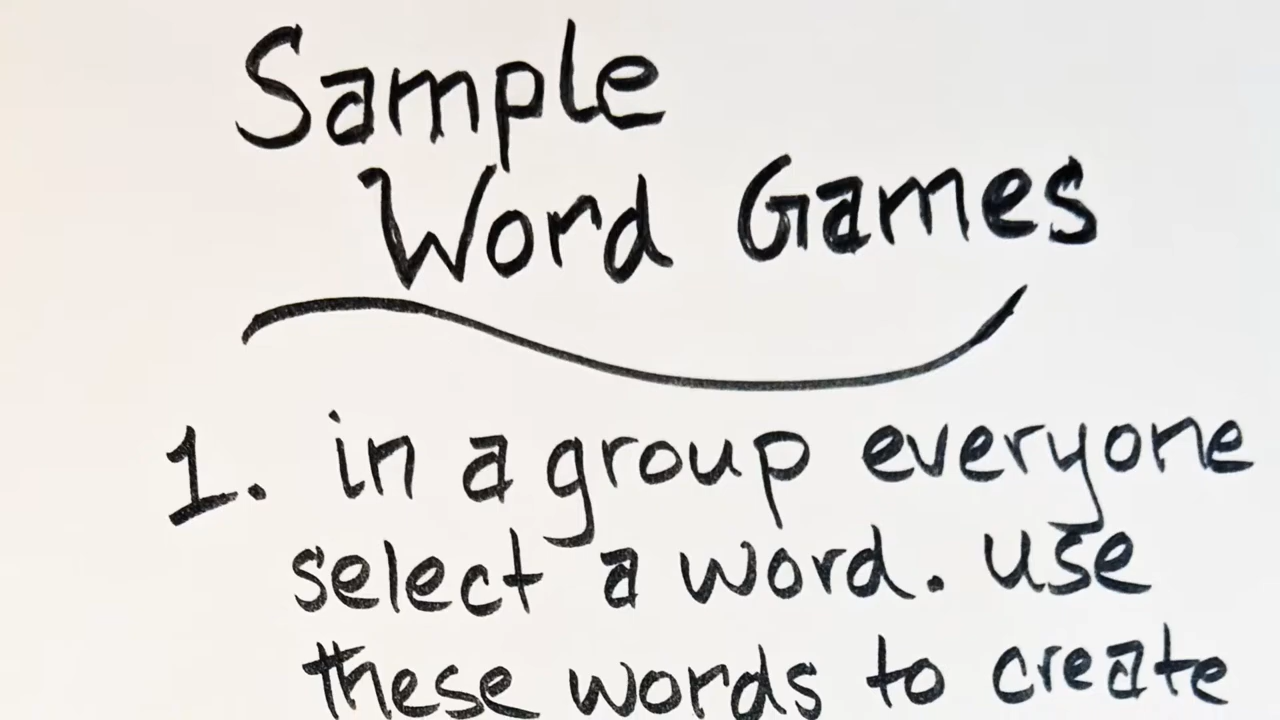 Sample
Word Games
1. in a group everyone
select a word. use
these words to create